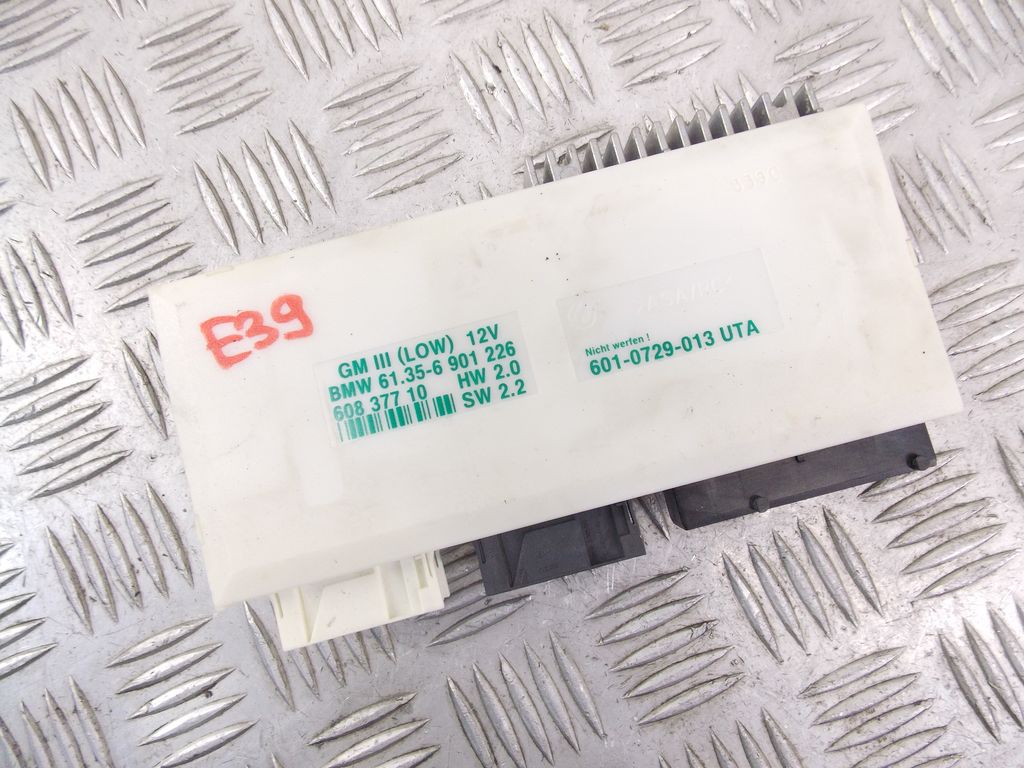 E39
GM III (LOW) 12V
BMW 61.35-6 901 226
608 377 10 HW 2.0
SW 2.2
Nicht werfen !
601-0729-013 UTA